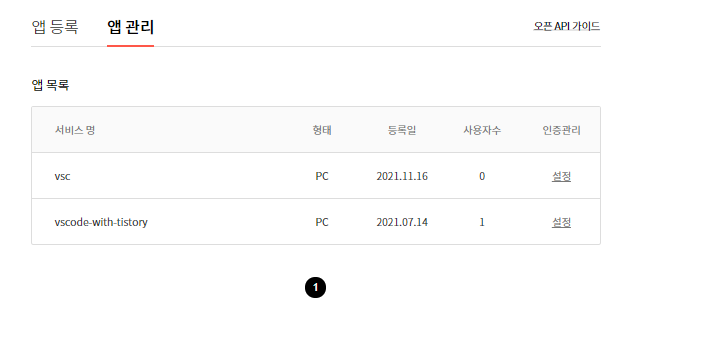 앱 등록 앱 관리 오픈 API 가이드
앱 목록
서비스 명 형태 등록일 사용자수 인증관리
vsc PC 2021.11.16 0 설정
vscode-with-tistory PC 2021.07.14 1 설정
1